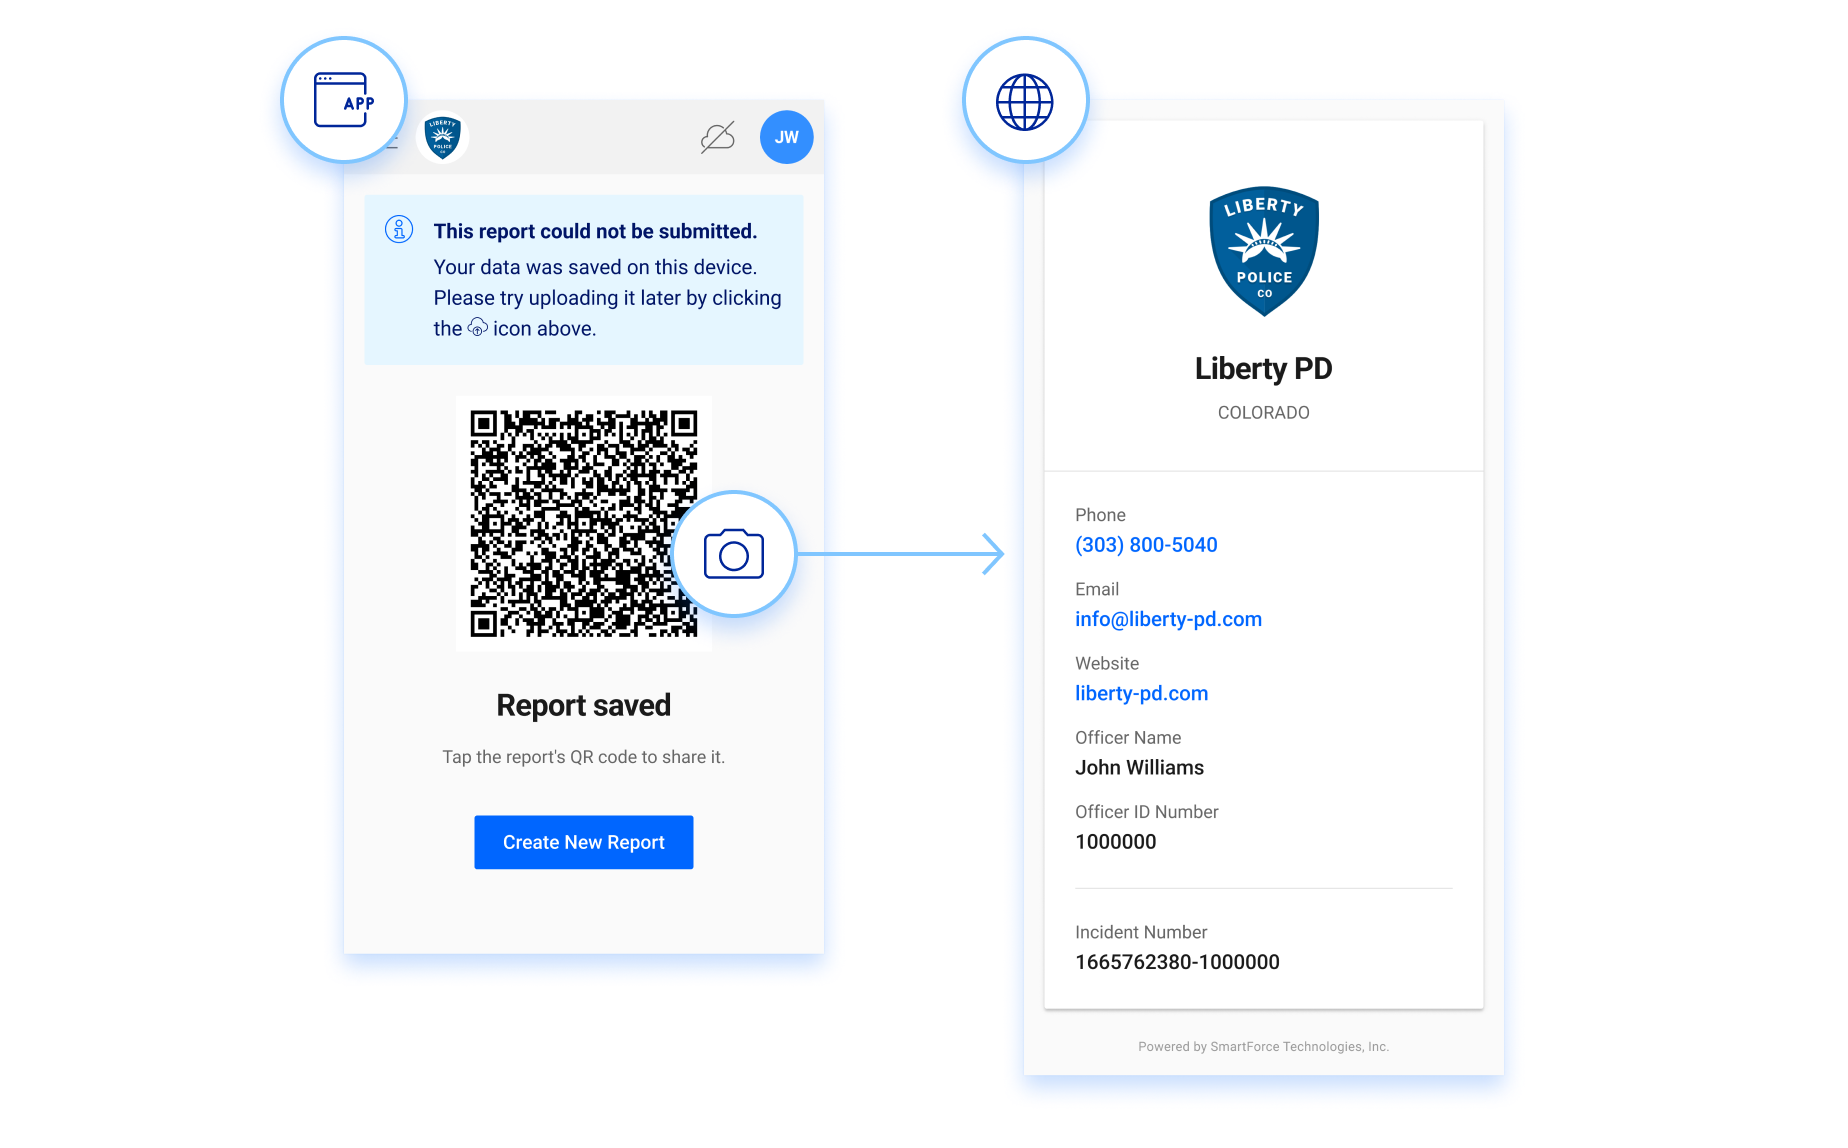 APP
LIBERTY
POLICE
CO
JW
This report could not be submitted.
Your data was saved on this device.
Please try uploading it later by clicking
the icon above.
Report saved
Tap the report's QR code to share it.
Create New Report
LIBERTY
POLICE
CO
Liberty PD
COLORADO
Phone
(303) 800-5040
Email
info@liberty-pd.com
Website
liberty-pd.com
Officer Name
John Williams
Officer ID Number
1000000
Incident Number
1665762380-1000000
Powered by SmartForce Technologies, Inc.